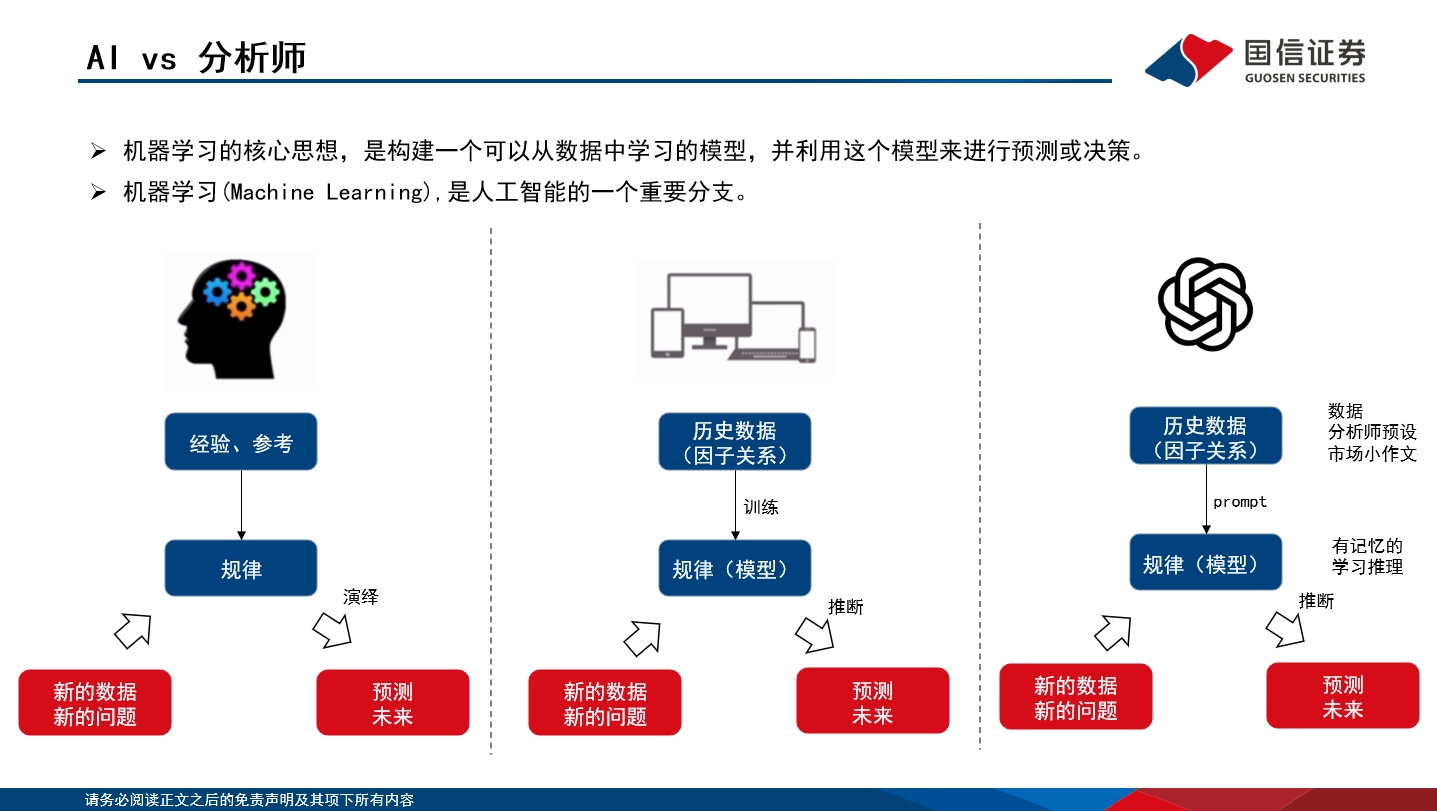 AI vs 分析师
国信证券
GUOSEN SECURITIES
机器学习的核心思想，是构建一个可以从数据中学习的模型，并利用这个模型来进行预测或决策。
机器学习(Machine Learning),是人工智能的一个重要分支。
经验、参考
规律
演绎
新的数据
新的问题
预测
未来
历史数据
（因子关系）
训练
规律（模型）
推断
新的数据
新的问题
预测
未来
历史数据
（因子关系）
数据
分析师预设
市场小作文
prompt
规律（模型）
有记忆的
学习推理
推断
新的数据
新的问题
预测
未来
请务必阅读正文之后的免责声明及其项下所有内容